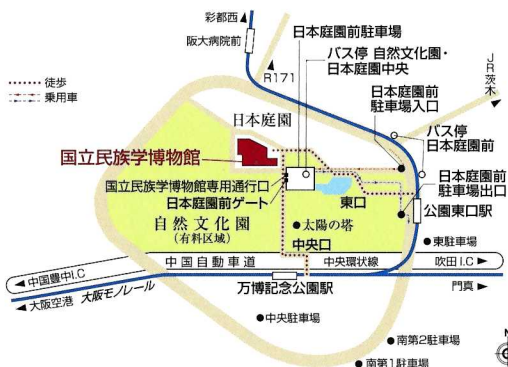 彩都西
阪大病院前
日本庭園前駐車場
バス停 自然文化園・
日本庭園中央
R171
JR茨木
徒歩
乗用車
日本庭園前
駐車場入口
日本庭園
バス停
日本庭園前
国立民族学博物館
国立民族学博物館専用通行口
日本庭園前ゲート
東口
日本庭園前
駐車場出口
公園東口駅
自然文化園
(有料区域)
太陽の塔
中央口
東駐車場
中国自動車道
中央環状線
吹田I.C
中国豊中I.C
大阪空港
大阪モノレール
万博記念公園駅
門真
中央駐車場
南第2駐車場
南第1駐車場
N